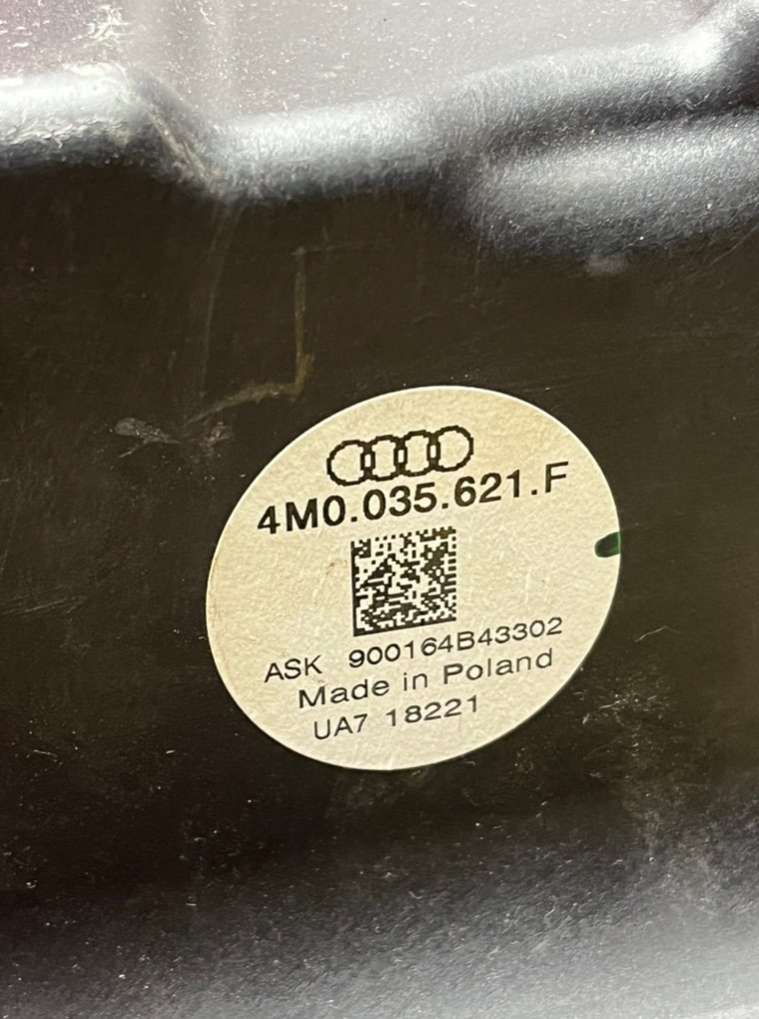 4M0.035.621.F
ASK 900164B43302
Made in Poland
UA7 18221